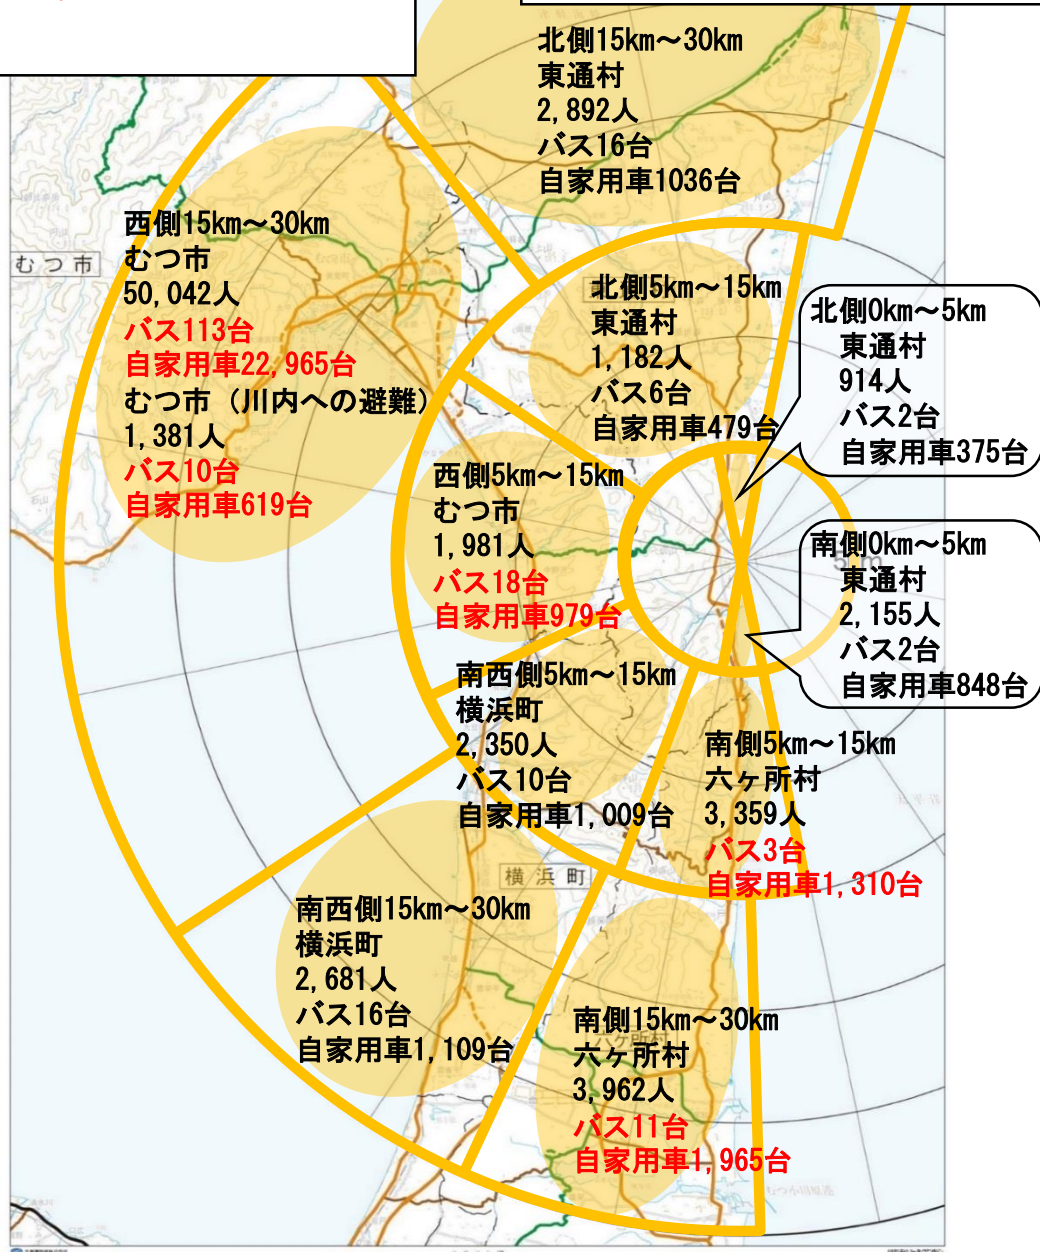 北側15km～30km
東通村
2,892人
バス16台
自家用車1036台
西側15km～30km
むつ市
50,042人
バス113台
自家用車22,965台
むつ市（川内への避難）
1,381人
バス10台
自家用車619台
むつ市
北側5km～15km
東通村
1,182人
バス6台
自家用車479台
北側0km～5km
東通村
914人
バス2台
自家用車375台
西側5km～15km
むつ市
1,981人
バス18台
自家用車979台
南側0km～5km
東通村
2,155人
バス2台
自家用車848台
南西側5km～15km
横浜町
2,350人
バス10台
自家用車1,009台
南側5km～15km
六ヶ所村
3,359人
バス3台
自家用車1,310台
横浜町
南西側15km～30km
横浜町
2,681人
バス16台
自家用車1,109台
南側15km～30km
六ヶ所村
3,962人
バス11台
自家用車1,965台
六ヶ所村